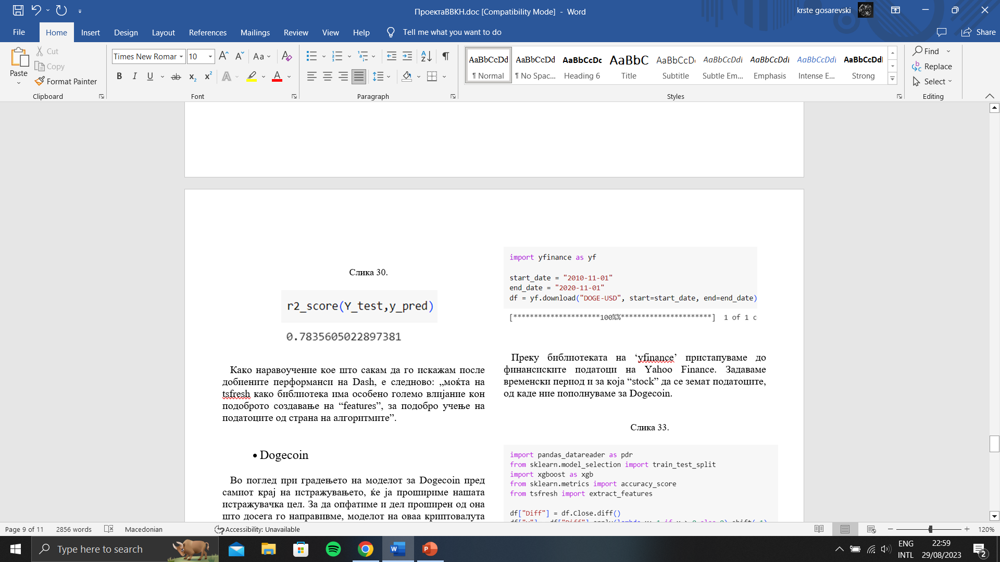 ПроектаВВКН.doc [Compatibility Mode] - Word
krste gosarevski
File
Home
Insert
Design
Layout
References
Mailings
Review
View
Help
Tell me what you want to do
Share
Paste
Cut
Copy
Format Painter
Clipboard
Times New Romar
10
Font
Paragraph
AaBbCcDd
¶ Normal
AaBbCcDd
¶ No Spac...
AaBbCcDc
Heading 6
AaBbC
Title
AaBbCcD
Subtitle
AaBbCcDdI
Subtle Em...
AaBbCcDdI
Emphasis
AaBbCcDdI
Intense E...
AaBbCcDdI
Strong
Styles
Find
Replace
Select
Editing
Слика 30.
r2_score(Y_test,y_pred)
0.7835605022897381
Како наравоучение кое што сакам да го искажам после
добиените перформанси на Dash, е следново: „моќта на
tsfresh како библиотека има особено големо влијание кон
подоброто создавање на “features”, за подобро учење на
податоците од страна на алгоритмите”.
• Dogecoin
Во поглед при градењето на моделот за Dogecoin пред
самиот крај на истражувањето, ќе ја прошириме нашата
истражувачка цел. За да опфатиме и дел проширен од она
што досега го направивме, моделот на оваа криптовалута
import yfinance as yf
start_date = "2010-11-01"
end_date = "2020-11-01"
df = yf.download("DOGE-USD", start=start_date, end=end_date)
[*********************100%%**********************] 1 of 1 c
Преку библиотеката на ‘yfinance’ пристапуваме до
финансиските податоци на Yahoo Finance. Задаваме
временски период и за која “stock” да се земат податоците,
од каде ние пополнуваме за Dogecoin.
Слика 33.
import pandas_datareader as pdr
from sklearn.model_selection import train_test_split
import xgboost as xgb
from sklearn.metrics import accuracy_score
from tsfresh import extract_features
df["Diff"] = df.Close.diff()
Page 9 of 11
2856 words
Macedonian
Accessibility: Unavailable
120%
Type here to search
ENG
INTL
22:59
29/08/2023
2